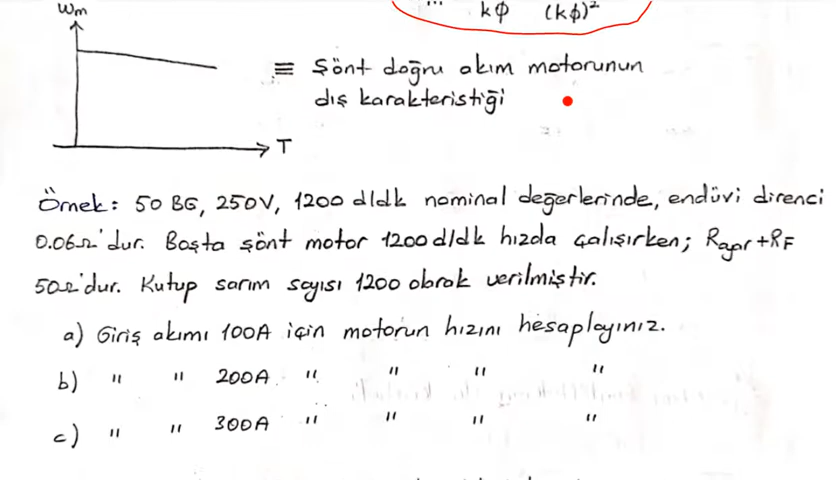 kϕ (kϕ)²
ωm
≡ Şönt doğru akım motorunun
dış karakteristiği
T
Örnek: 50 BG, 250V, 1200 d/dk nominal değerlerinde, endüvi direnci
0.06Ω'dur. Boşta şönt motor 1200 d/dk hızda çalışırken; Rayar+RF
50Ω'dur. Kutup sarım sayısı 1200 olarak verilmiştir.
a) Giriş akımı 100A için motorun hızını hesaplayınız.
b) " " 200A " " " "
c) " " 300A " " " "